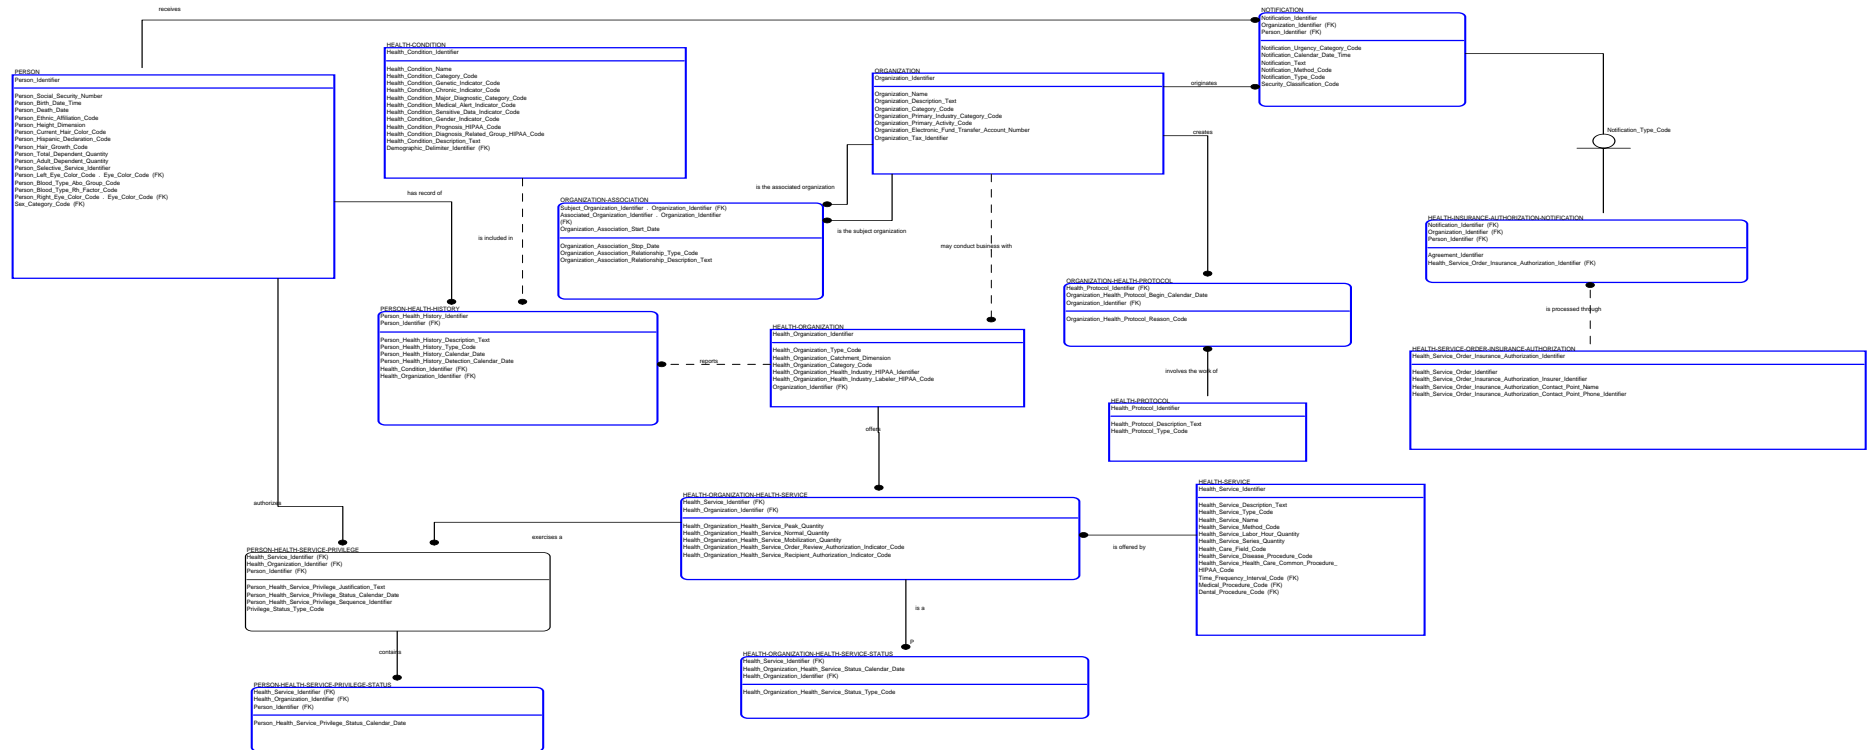 receives
NOTIFICATION
Notification_Identifier
Organization_Identifier (FK)
Person_Identifier (FK)
Notification_Urgency_Category_Code
Notification_Calendar_Date_Time
Notification_Text
Notification_Method_Code
Notification_Type_Code
Security_Classification_Code
HEALTH-CONDITION
Health_Condition_Identifier
Health_Condition_Name
Health_Condition_Category_Code
Health_Condition_Genetic_Indicator_Code
Health_Condition_Chronic_Indicator_Code
Health_Condition_Major_Diagnostic_Category_Code
Health_Condition_Medical_Alert_Indicator_Code
Health_Condition_Sensitive_Data_Indicator_Code
Health_Condition_Gender_Indicator_Code
Health_Condition_Prognosis_HIPAA_Code
Health_Condition_Diagnosis_Related_Group_HIPAA_Code
Health_Condition_Description_Text
Demographic_Delimiter_Identifier (FK)
PERSON
Person_Identifier
Person_Social_Security_Number
Person_Birth_Date_Time
Person_Death_Date
Person_Ethnic_Affiliation_Code
Person_Height_Dimension
Person_Current_Hair_Color_Code
Person_Hispanic_Declaration_Code
Person_Hair_Growth_Code
Person_Total_Dependent_Quantity
Person_Adult_Dependent_Quantity
Person_Selective_Service_Identifier
Person_Left_Eye_Color_Code . Eye_Color_Code (FK)
Person_Blood_Type_Abo_Group_Code
Person_Blood_Type_Rh_Factor_Code
Person_Right_Eye_Color_Code . Eye_Color_Code (FK)
Sex_Category_Code (FK)
ORGANIZATION
Organization_Identifier
Organization_Name
Organization_Description_Text
Organization_Category_Code
Organization_Primary_Industry_Category_Code
Organization_Primary_Activity_Code
Organization_Electronic_Fund_Transfer_Account_Number
Organization_Tax_Identifier
originates
creates
Notification_Type_Code
has record of
is included in
is the associated organization
is the subject organization
may conduct business with
ORGANIZATION-ASSOCIATION
Subject_Organization_Identifier . Organization_Identifier (FK)
Associated_Organization_Identifier . Organization_Identifier
(FK)
Organization_Association_Start_Date
Organization_Association_Stop_Date
Organization_Association_Relationship_Type_Code
Organization_Association_Relationship_Description_Text
HEALTH-INSURANCE-AUTHORIZATION-NOTIFICATION
Notification_Identifier (FK)
Organization_Identifier (FK)
Person_Identifier (FK)
Agreement_Identifier
Health_Service_Order_Insurance_Authorization_Identifier (FK)
is processed through
ORGANIZATION-HEALTH-PROTOCOL
Health_Protocol_Identifier (FK)
Organization_Health_Protocol_Begin_Calendar_Date
Organization_Identifier (FK)
Organization_Health_Protocol_Reason_Code
involves the work of
PERSON-HEALTH-HISTORY
Person_Health_History_Identifier
Person_Identifier (FK)
Person_Health_History_Description_Text
Person_Health_History_Type_Code
Person_Health_History_Calendar_Date
Person_Health_History_Detection_Calendar_Date
Health_Condition_Identifier (FK)
Health_Organization_Identifier (FK)
reports
HEALTH-ORGANIZATION
Health_Organization_Identifier
Health_Organization_Type_Code
Health_Organization_Catchment_Dimension
Health_Organization_Category_Code
Health_Organization_Health_Industry_HIPAA_Identifier
Health_Organization_Health_Industry_Labeler_HIPAA_Code
Organization_Identifier (FK)
offers
HEALTH-SERVICE-ORDER-INSURANCE-AUTHORIZATION
Health_Service_Order_Insurance_Authorization_Identifier
Health_Service_Order_Identifier
Health_Service_Order_Insurance_Authorization_Insurer_Identifier
Health_Service_Order_Insurance_Authorization_Contact_Point_Name
Health_Service_Order_Insurance_Authorization_Contact_Point_Phone_Identifier
HEALTH-PROTOCOL
Health_Protocol_Identifier
Health_Protocol_Description_Text
Health_Protocol_Type_Code
authorizes
exercises a
HEALTH-ORGANIZATION-HEALTH-SERVICE
Health_Service_Identifier (FK)
Health_Organization_Identifier (FK)
Health_Organization_Health_Service_Peak_Quantity
Health_Organization_Health_Service_Normal_Quantity
Health_Organization_Health_Service_Mobilization_Quantity
Health_Organization_Health_Service_Order_Review_Authorization_Indicator_Code
Health_Organization_Health_Service_Recipient_Authorization_Indicator_Code
is offered by
HEALTH-SERVICE
Health_Service_Identifier
Health_Service_Description_Text
Health_Service_Type_Code
Health_Service_Name
Health_Service_Method_Code
Health_Service_Labor_Hour_Quantity
Health_Service_Series_Quantity
Health_Care_Field_Code
Health_Service_Disease_Procedure_Code
Health_Service_Health_Care_Common_Procedure_
HIPAA_Code
Time_Frequency_Interval_Code (FK)
Medical_Procedure_Code (FK)
Dental_Procedure_Code (FK)
PERSON-HEALTH-SERVICE-PRIVILEGE
Health_Service_Identifier (FK)
Health_Organization_Identifier (FK)
Person_Identifier (FK)
Person_Health_Service_Privilege_Justification_Text
Person_Health_Service_Privilege_Status_Calendar_Date
Person_Health_Service_Privilege_Sequence_Identifier
Privilege_Status_Type_Code
contains
is a
P
HEALTH-ORGANIZATION-HEALTH-SERVICE-STATUS
Health_Service_Identifier (FK)
Health_Organization_Health_Service_Status_Calendar_Date
Health_Organization_Identifier (FK)
Health_Organization_Health_Service_Status_Type_Code
PERSON-HEALTH-SERVICE-PRIVILEGE-STATUS
Health_Service_Identifier (FK)
Health_Organization_Identifier (FK)
Person_Identifier (FK)
Person_Health_Service_Privilege_Status_Calendar_Date